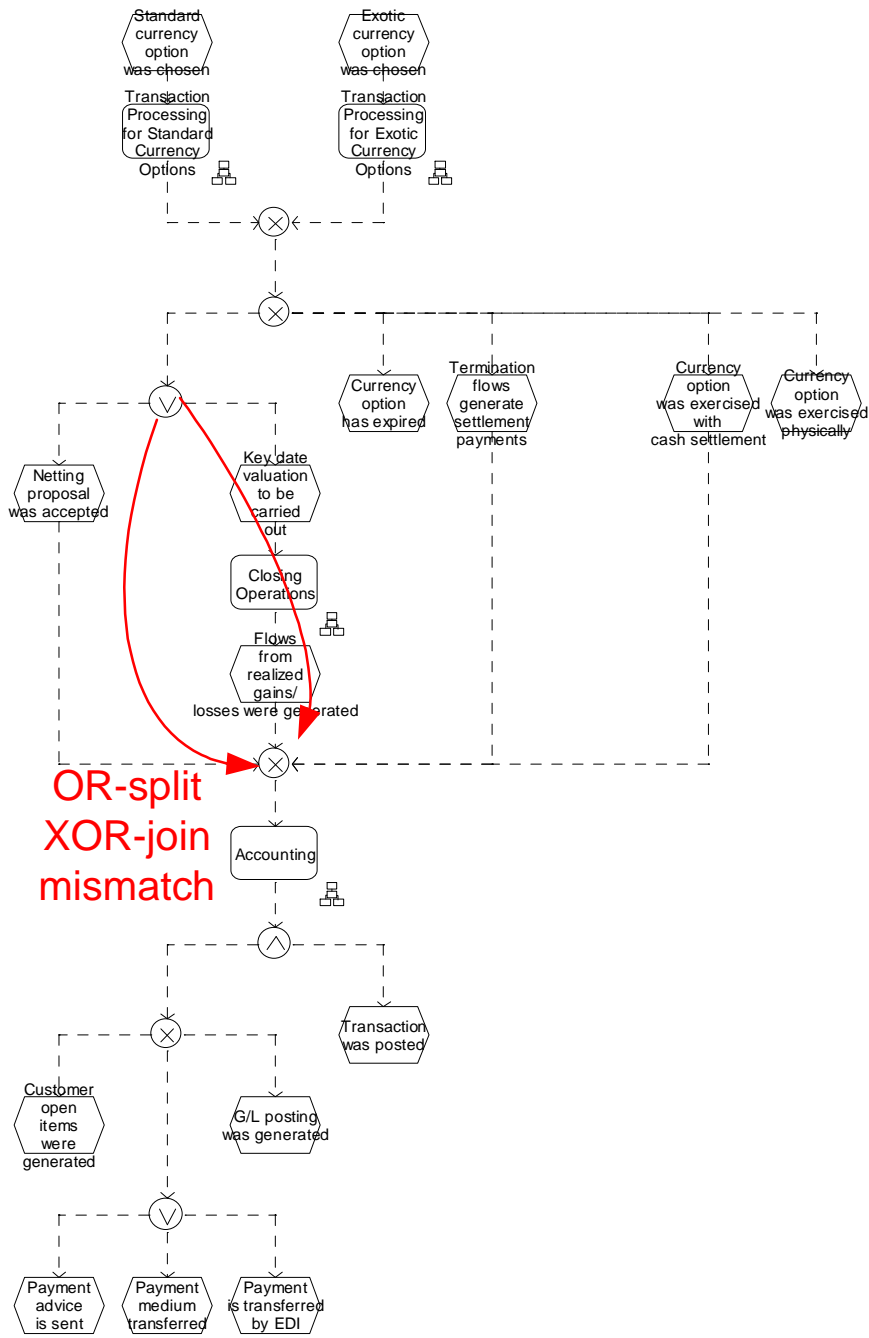 Standard
currency
option
was chosen
Exotic
currency
option
was chosen
Transaction
Processing
for Standard
Currency
Options
Transaction
Processing
for Exotic
Currency
Options
Currency
option
has expired
Termination
flows
generate
settlement
payments
Currency
option
was exercised
with
cash settlement
Currency
option
was exercised
physically
Netting
proposal
was accepted
Key date
valuation
to be
carried
out
Closing
Operations
Flows
from
realized
gains/
losses were generated
OR-split
XOR-join
mismatch
Accounting
Transaction
was posted
Customer
open
items
were
generated
G/L posting
was generated
Payment
advice
is sent
Payment
medium
transferred
Payment
is transferred
by EDI